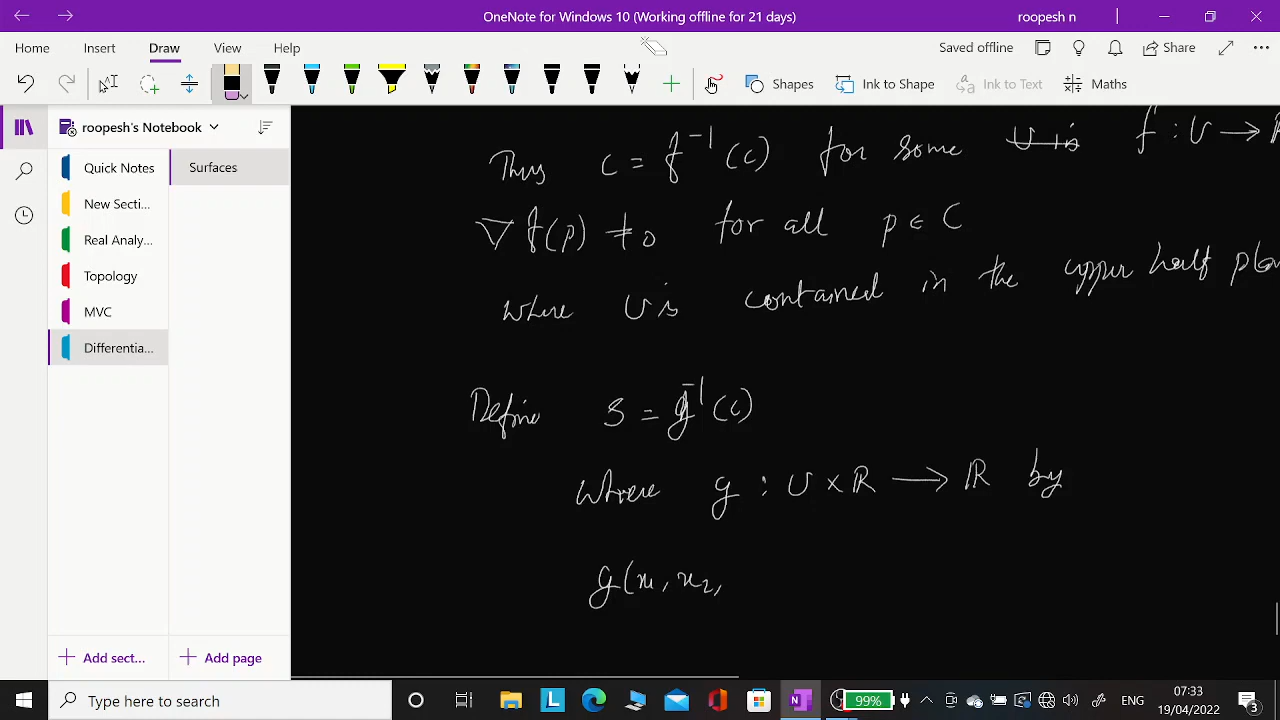 OneNote for Windows 10 (Working offline for 21 days)
roopesh n
Home Insert Draw View Help
Saved offline
Share
Shapes
Ink to Shape
Ink to Text
Maths
roopesh's Notebook
Quick Notes
New Secti...
Real Analy...
Topology
MVC
Differentia...
Surfaces
Add sect...
Add page
Thus C = f⁻¹(c) for some U is f : U → R
∇f(p) ≠ 0 for all p ∈ C
where U is contained in the upper half plan
Define S = g⁻¹(c)
where g : U × ℝ → ℝ by
g(x₁, x₂,
Type here to search
L
99%
ENG
07:33
19/04/2022
3